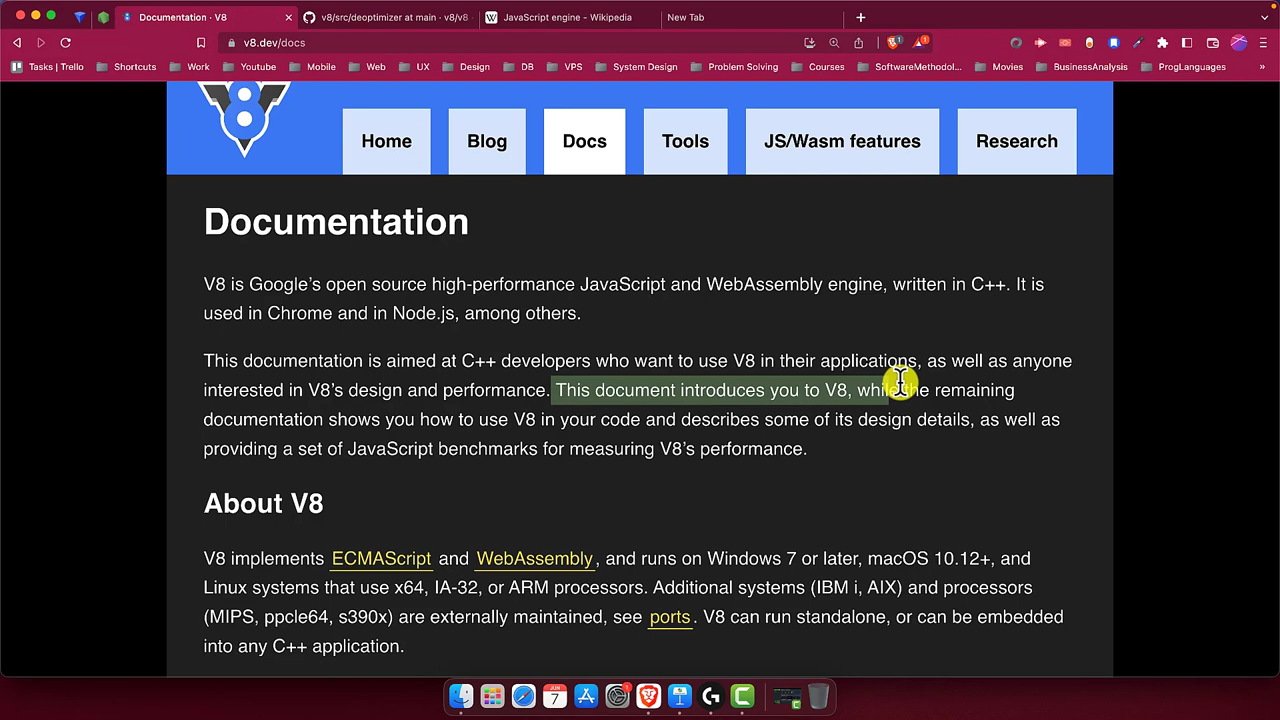 Documentation · V8
v8/src/deoptimizer at main · v8/v8
JavaScript engine - Wikipedia
New Tab
v8.dev/docs
1
1
Tasks | Trello
Shortcuts
Work
Youtube
Mobile
Web
UX
Design
DB
VPS
System Design
Problem Solving
Courses
SoftwareMethodol...
Movies
BusinessAnalysis
ProgLanguages
»
Home
Blog
Docs
Tools
JS/Wasm features
Research
Documentation
V8 is Google's open source high-performance JavaScript and WebAssembly engine, written in C++. It is
used in Chrome and in Node.js, among others.
This documentation is aimed at C++ developers who want to use V8 in their applications, as well as anyone
interested in V8's design and performance. This document introduces you to V8, while the remaining
documentation shows you how to use V8 in your code and describes some of its design details, as well as
providing a set of JavaScript benchmarks for measuring V8's performance.
About V8
V8 implements ECMAScript and WebAssembly, and runs on Windows 7 or later, macOS 10.12+, and
Linux systems that use x64, IA-32, or ARM processors. Additional systems (IBM i, AIX) and processors
(MIPS, ppcle64, s390x) are externally maintained, see ports. V8 can run standalone, or can be embedded
into any C++ application.
JUN
7
1